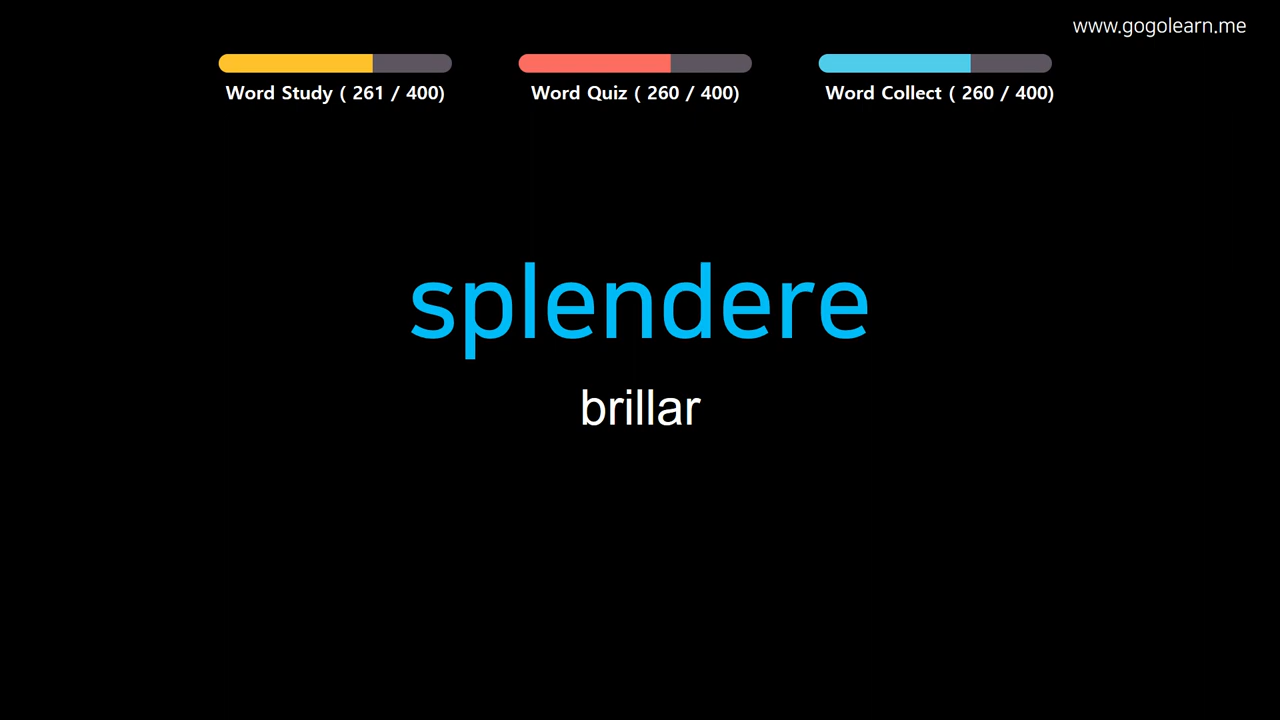 www.gogolearn.me
Word Study ( 261 / 400)
Word Quiz ( 260 / 400)
Word Collect ( 260 / 400)
splendere
brillar